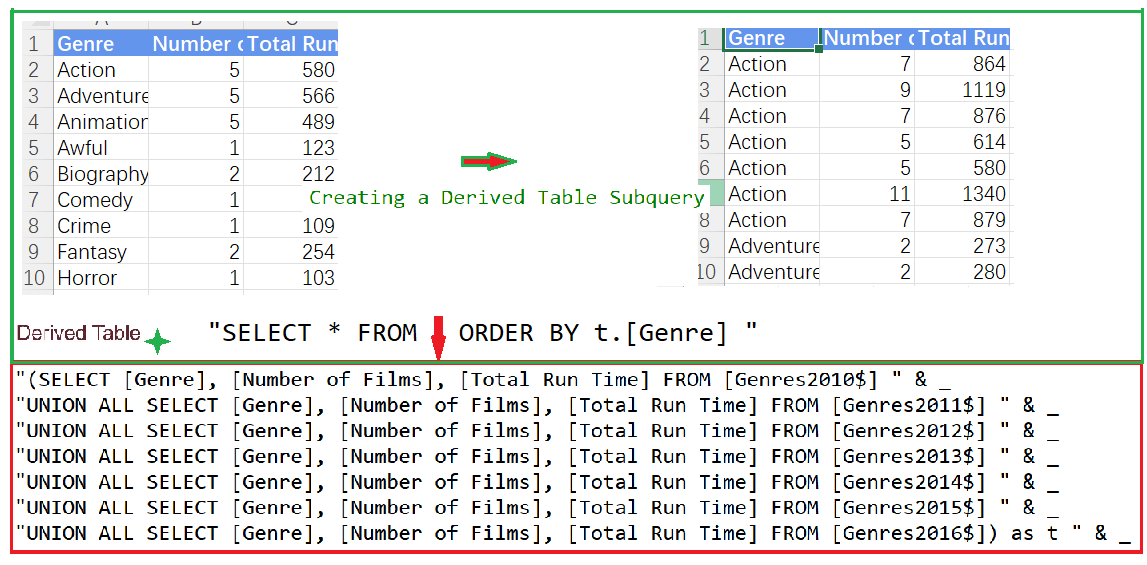 1 Genre Number o Total Run
2 Action 5 580
3 Adventure 5 566
4 Animation 5 489
5 Awful 1 123
6 Biography 2 212
7 Comedy 1
8 Crime 1 109
9 Fantasy 2 254
10 Horror 1 103
Creating a Derived Table Subquery
1 Genre Number o Total Run
2 Action 7 864
3 Action 9 1119
4 Action 7 876
5 Action 5 614
6 Action 5 580
Action 11 1340
8 Action 7 879
9 Adventure 2 273
10 Adventure 2 280
Derived Table "SELECT * FROM ORDER BY t.[Genre] "
"(SELECT [Genre], [Number of Films], [Total Run Time] FROM [Genres2010$] " & _
"UNION ALL SELECT [Genre], [Number of Films], [Total Run Time] FROM [Genres2011$] " & _
"UNION ALL SELECT [Genre], [Number of Films], [Total Run Time] FROM [Genres2012$] " & _
"UNION ALL SELECT [Genre], [Number of Films], [Total Run Time] FROM [Genres2013$] " & _
"UNION ALL SELECT [Genre], [Number of Films], [Total Run Time] FROM [Genres2014$] " & _
"UNION ALL SELECT [Genre], [Number of Films], [Total Run Time] FROM [Genres2015$] " & _
"UNION ALL SELECT [Genre], [Number of Films], [Total Run Time] FROM [Genres2016$]) as t " & _